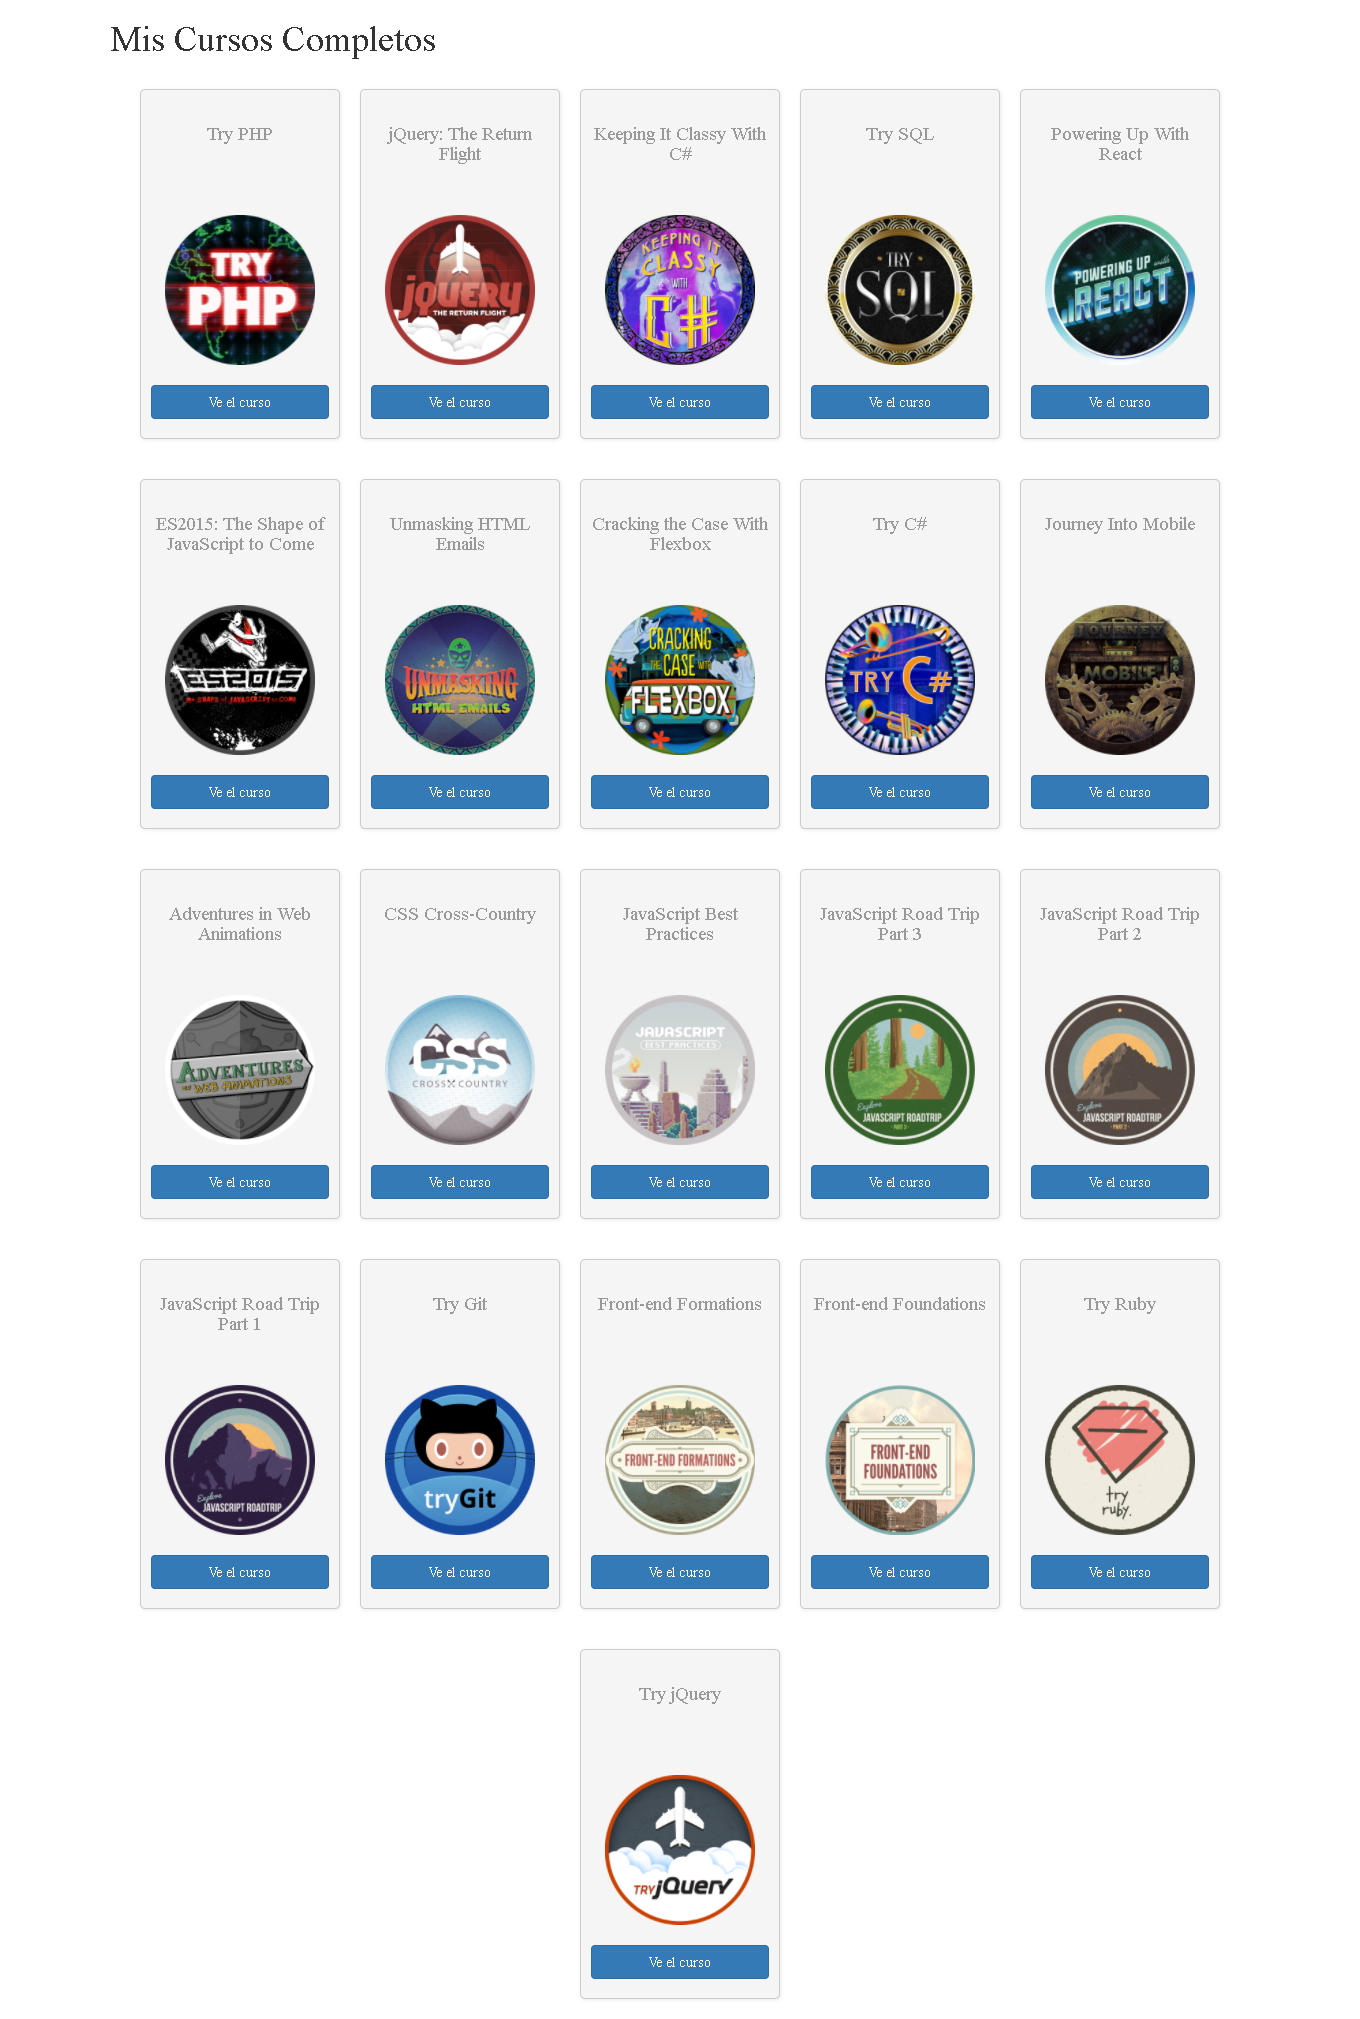 Mis Cursos Completos
Try PHP
jQuery: The Return
Flight
Keeping It Classy With
C#
Try SQL
Powering Up With
React
TRY
PHP
jQUERY
THE RETURN FLIGHT
KEEPING IT
CLASSY
WITH
C#
TRY
SQL
POWERING UP with
REACT
Ve el curso
Ve el curso
Ve el curso
Ve el curso
Ve el curso
ES2015: The Shape of
JavaScript to Come
Unmasking HTML
Emails
Cracking the Case With
Flexbox
Try C#
Journey Into Mobile
ES2015
THE SHAPE of JAVASCRIPT to COME
UNMASKING
HTML EMAILS
CRACKING
THE CASE WITH
FLEXBOX
TRY C#
JOURNEY
INTO
MOBILE
Ve el curso
Ve el curso
Ve el curso
Ve el curso
Ve el curso
Adventures in Web
Animations
CSS Cross-Country
JavaScript Best
Practices
JavaScript Road Trip
Part 3
JavaScript Road Trip
Part 2
ADVENTURES
IN WEB ANIMATIONS
CSS
CROSS COUNTRY
JAVASCRIPT
BEST PRACTICES
Explore
JAVASCRIPT ROADTRIP
· PART 3 ·
Explore
JAVASCRIPT ROADTRIP
· PART 2 ·
Ve el curso
Ve el curso
Ve el curso
Ve el curso
Ve el curso
JavaScript Road Trip
Part 1
Try Git
Front-end Formations
Front-end Foundations
Try Ruby
Explore
JAVASCRIPT ROADTRIP
tryGit
FRONT-END FORMATIONS
FRONT-END
FOUNDATIONS
try
ruby.
Ve el curso
Ve el curso
Ve el curso
Ve el curso
Ve el curso
Try jQuery
TRY jQuery
Ve el curso